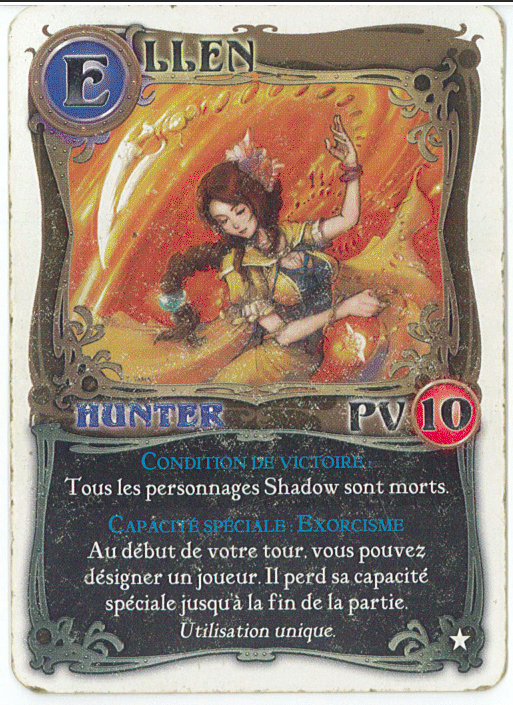 ELLEN
HUNTER PV 10
CONDITION DE VICTOIRE :
Tous les personnages Shadow sont morts.
CAPACITÉ SPÉCIALE : EXORCISME
Au début de votre tour, vous pouvez
désigner un joueur. Il perd sa capacité
spéciale jusqu'à la fin de la partie.
Utilisation unique.